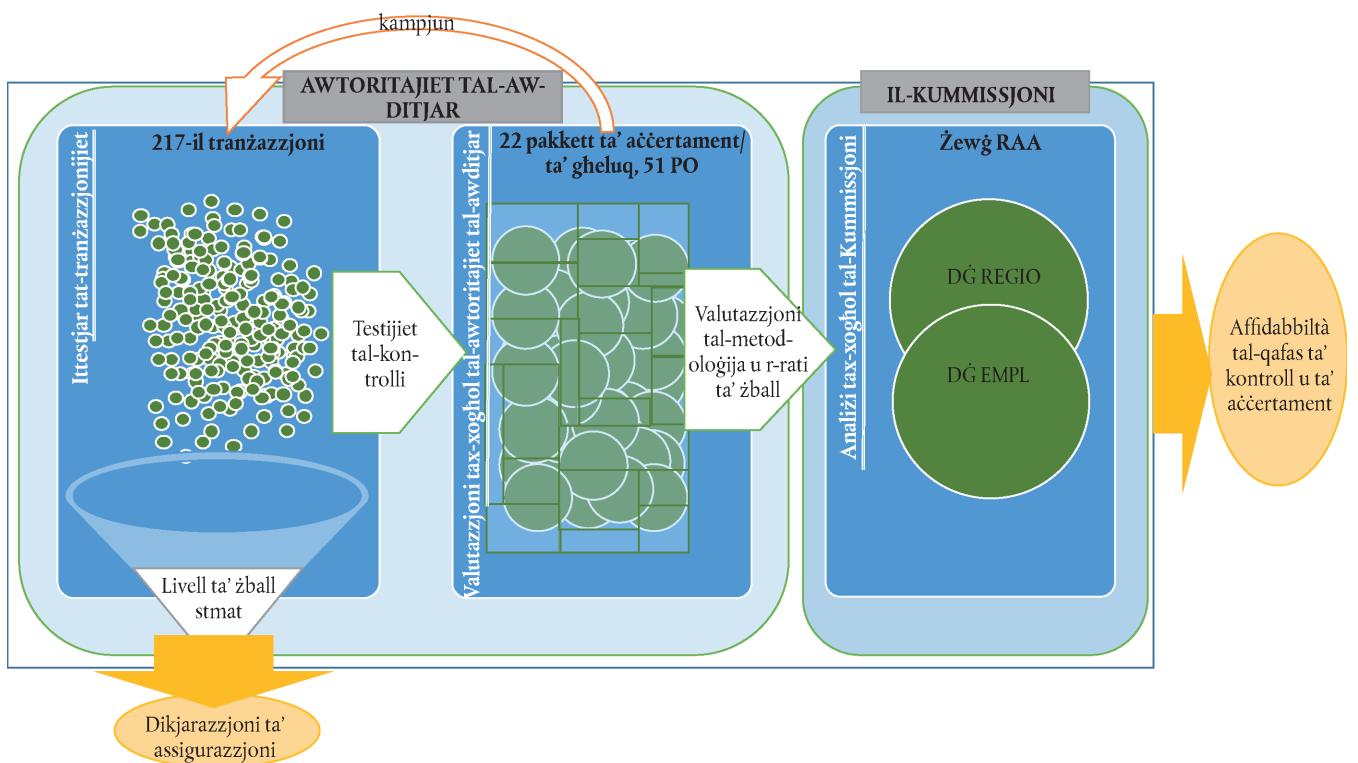 kampjun
AWTORITAJIET TAL-AW-
DITJAR
IL-KUMMISSJONI
Ittestjar tat-tranżazzjonijiet
217-il tranżazzjoni
Testijiet
tal-kon-
trolli
Livell ta’ żball
stmat
Dikjarazzjoni ta’
assigurazzjoni
Valutazzjoni tax-xoghol tal-awtoritajiet tal-awditjar
22 pakkett ta’ aċċertament/
ta’ għeluq, 51 PO
Valutazzjoni
tal-metod-
oloġija u r-rati
ta’ żball
Analiżi tax-xoghol tal-Kummissjoni
Żewġ RAA
DĠ REGIO
DĠ EMPL
Affidabbiltà
tal-qafas ta’
kontroll u ta’
aċċertament